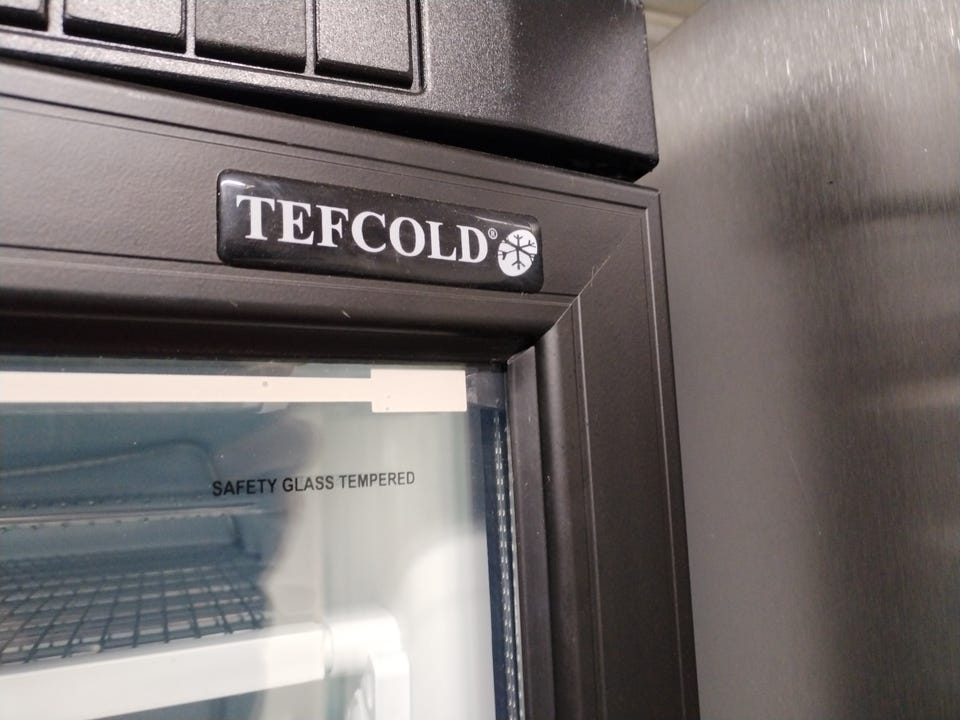 TEFCOLD®
SAFETY GLASS TEMPERED